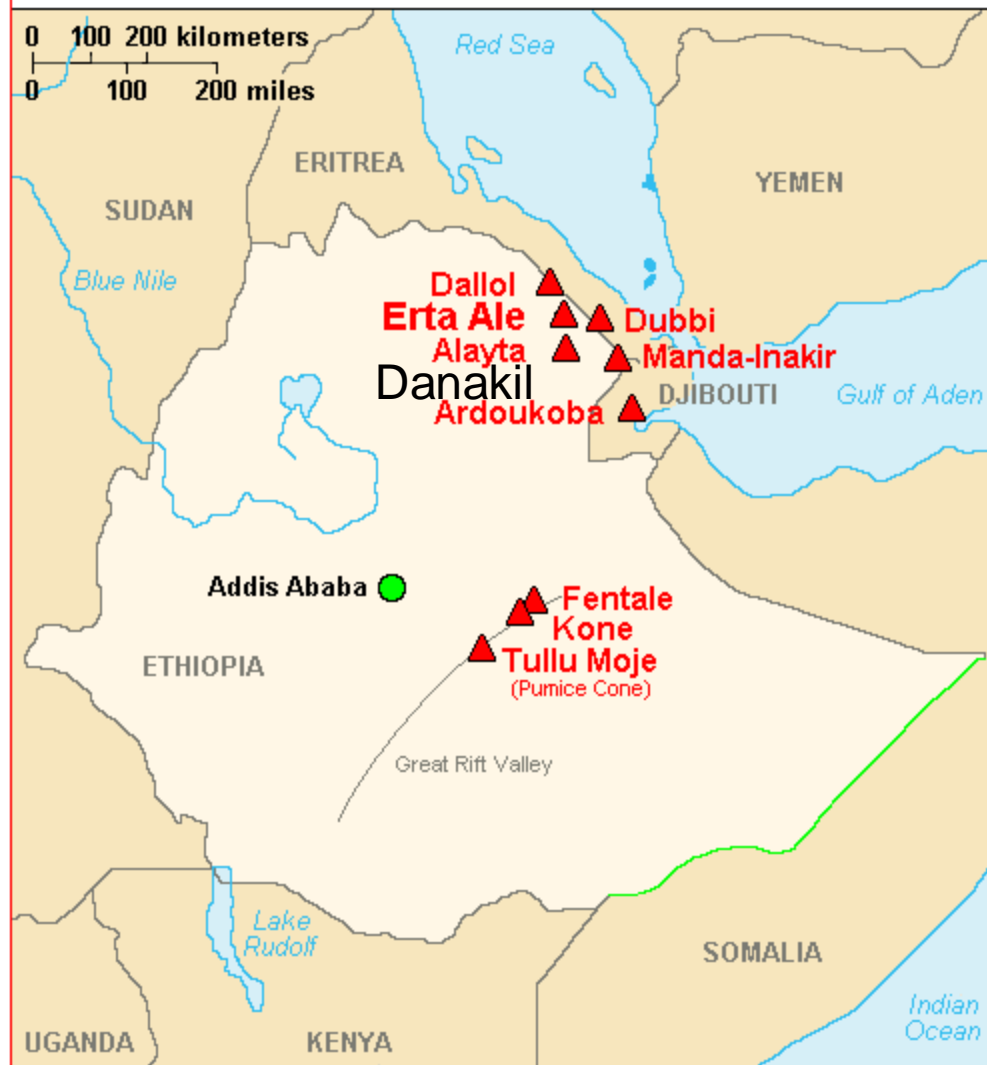 0 100 200 kilometers
0 100 200 miles
Red Sea
ERITREA
YEMEN
SUDAN
Blue Nile
Dallol
Erta Ale
Dubbi
Alayta
Manda-Inakir
Danakil
DJIBOUTI
Gulf of Aden
Ardoukoba
Addis Ababa
Fentale
Kone
ETHIOPIA
Tullu Moje
(Pumice Cone)
Great Rift Valley
Lake
Rudolf
SOMALIA
Indian
Ocean
UGANDA
KENYA